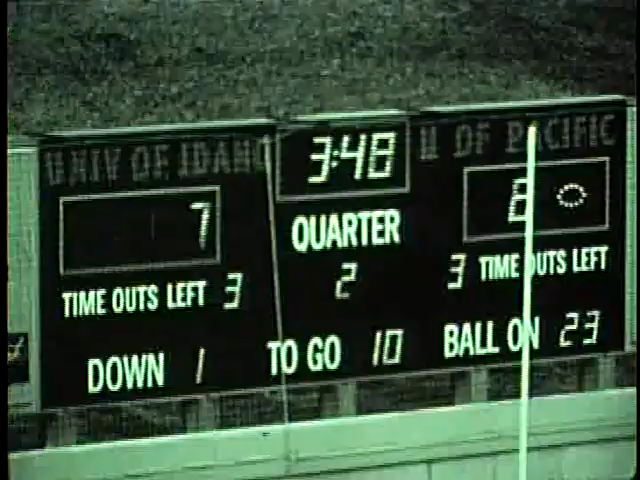 UNIV OF IDAHO 3:48 U OF PACIFIC
7 QUARTER 8
TIME OUTS LEFT 3 2 3 TIME OUTS LEFT
DOWN 1 TO GO 10 BALL ON 23